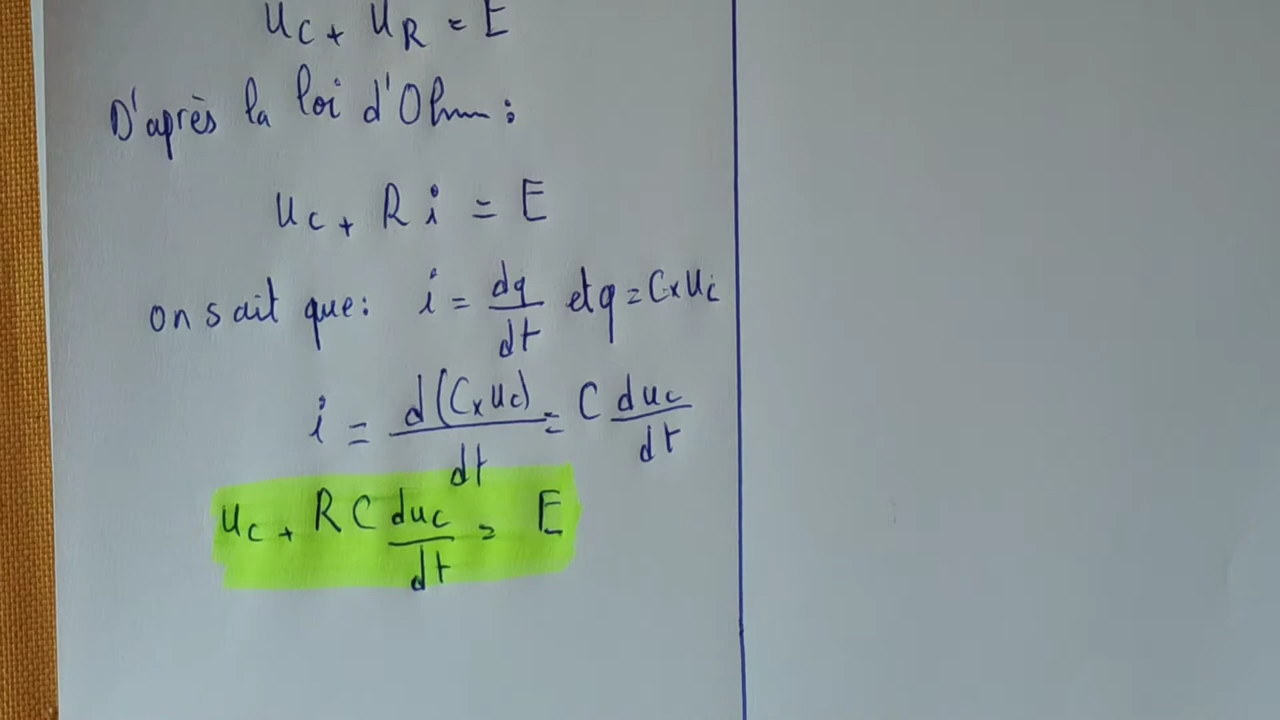 uc + uR = E
D'après la loi d'Ohm :
uc + R i = E
on sait que : i = dq/dt et q = C x uc
i = d(C x uc)/dt = C duc/dt
uc + R C duc/dt = E